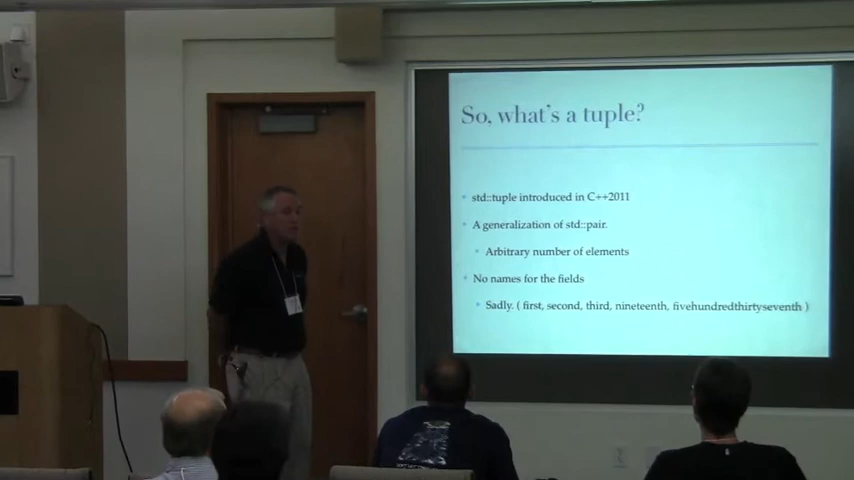 So, what's a tuple?
std::tuple introduced in C++2011
A generalization of std::pair.
Arbitrary number of elements
No names for the fields
Sadly. ( first, second, third, nineteenth, fivehundredthirtyseventh )